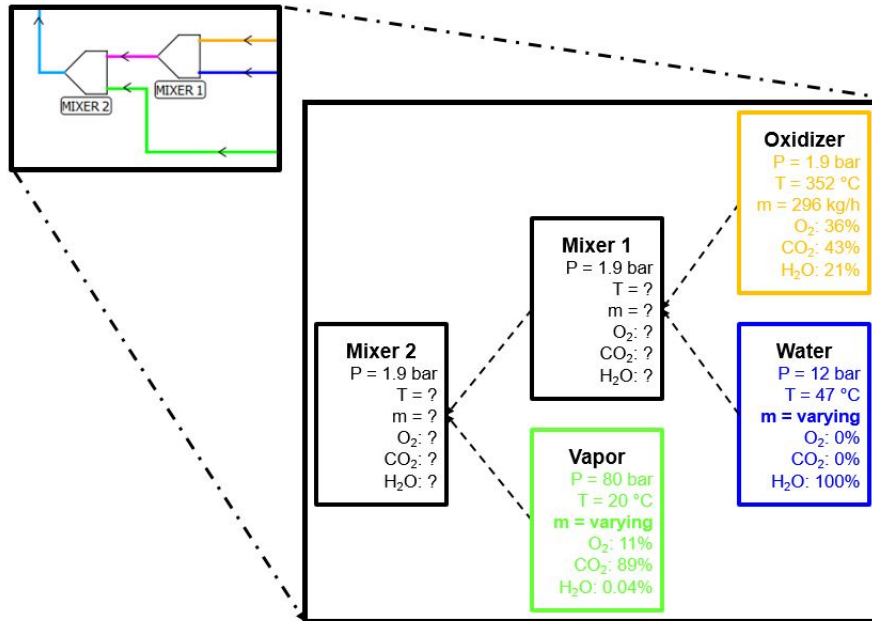 MIXER 2
MIXER 1
Oxidizer
P = 1.9 bar
T = 352 °C
m = 296 kg/h
O₂: 36%
CO₂: 43%
H₂O: 21%
Mixer 1
P = 1.9 bar
T = ?
m = ?
O₂: ?
CO₂: ?
H₂O: ?
Mixer 2
P = 1.9 bar
T = ?
m = ?
O₂: ?
CO₂: ?
H₂O: ?
Water
P = 12 bar
T = 47 °C
m = varying
O₂: 0%
CO₂: 0%
H₂O: 100%
Vapor
P = 80 bar
T = 20 °C
m = varying
O₂: 11%
CO₂: 89%
H₂O: 0.04%